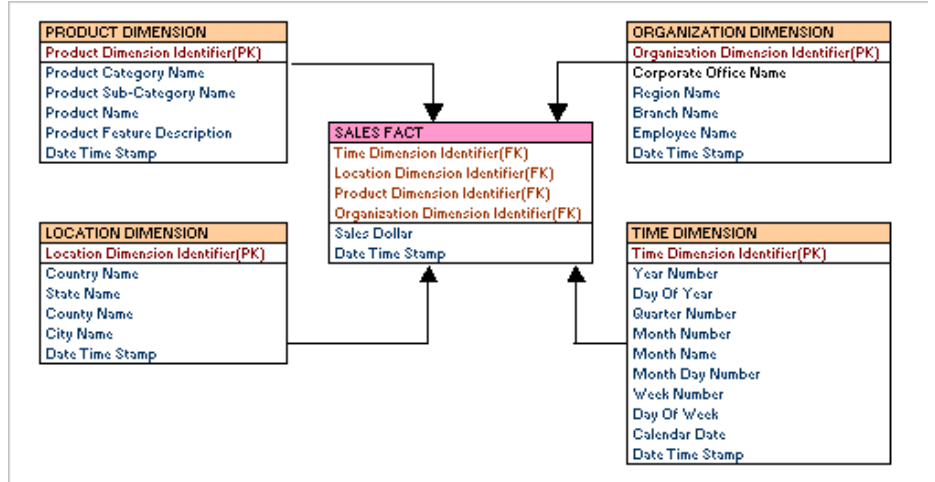 PRODUCT DIMENSION
Product Dimension Identifier(PK)
Product Category Name
Product Sub-Category Name
Product Name
Product Feature Description
Date Time Stamp
ORGANIZATION DIMENSION
Organization Dimension Identifier(PK)
Corporate Office Name
Region Name
Branch Name
Employee Name
Date Time Stamp
SALES FACT
Time Dimension Identifier(FK)
Location Dimension Identifier(FK)
Product Dimension Identifier(FK)
Organization Dimension Identifier(FK)
Sales Dollar
Date Time Stamp
LOCATION DIMENSION
Location Dimension Identifier(PK)
Country Name
State Name
County Name
City Name
Date Time Stamp
TIME DIMENSION
Time Dimension Identifier(PK)
Year Number
Day Of Year
Quarter Number
Month Number
Month Name
Month Day Number
Week Number
Day Of Week
Calendar Date
Date Time Stamp